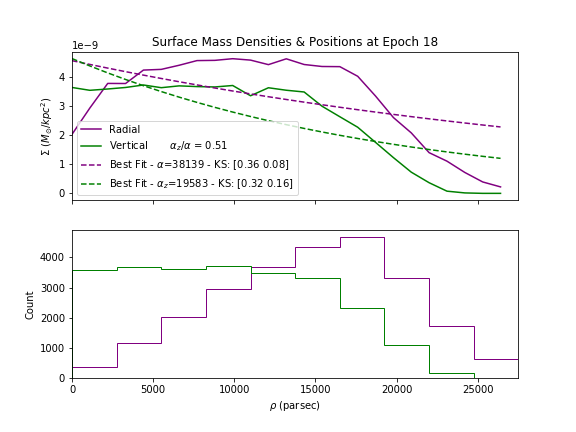 Surface Mass Densities & Positions at Epoch 18
1e−9
4
3
2
1
0
Σ (M⊙/kpc²)
Radial
Vertical α_z/α = 0.51
Best Fit - α=38139 - KS: [0.36 0.08]
Best Fit - α_z=19583 - KS: [0.32 0.16]
4000
3000
2000
1000
0
Count
0 5000 10000 15000 20000 25000
ρ (parsec)